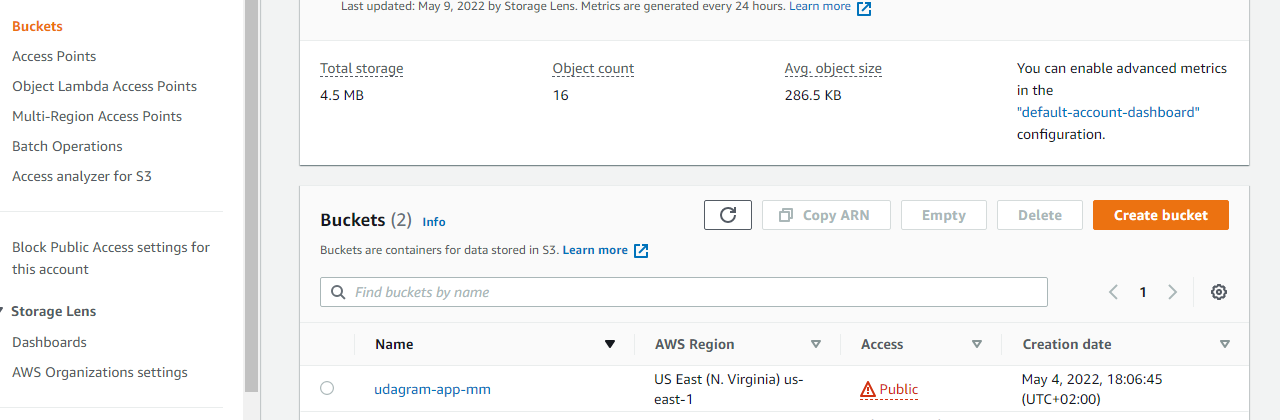 Buckets
Access Points
Object Lambda Access Points
Multi-Region Access Points
Batch Operations
Access analyzer for S3
Block Public Access settings for
this account
Storage Lens
Dashboards
AWS Organizations settings
Last updated: May 9, 2022 by Storage Lens. Metrics are generated every 24 hours. Learn more
Total storage
4.5 MB
Object count
16
Avg. object size
286.5 KB
You can enable advanced metrics
in the
"default-account-dashboard"
configuration.
Buckets (2) Info
Copy ARN
Empty
Delete
Create bucket
Buckets are containers for data stored in S3. Learn more
Find buckets by name
1
Name AWS Region Access Creation date
udagram-app-mm
US East (N. Virginia) us-
east-1
Public
May 4, 2022, 18:06:45
(UTC+02:00)